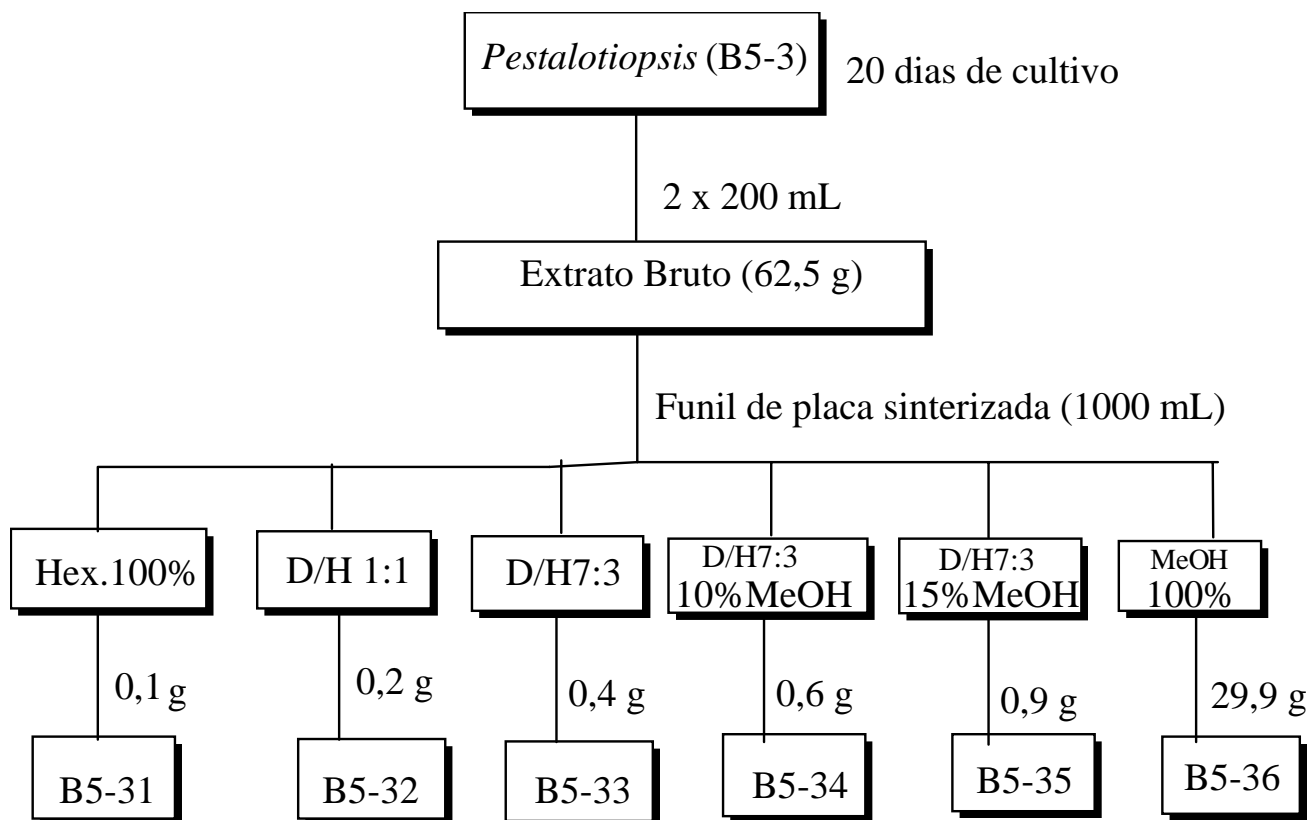 Pestalotiopsis (B5-3)
20 dias de cultivo
2 x 200 mL
Extrato Bruto (62,5 g)
Funil de placa sinterizada (1000 mL)
Hex.100%
D/H 1:1
D/H7:3
D/H7:3
10%MeOH
D/H7:3
15%MeOH
MeOH
100%
0,1 g
0,2 g
0,4 g
0,6 g
0,9 g
29,9 g
B5-31
B5-32
B5-33
B5-34
B5-35
B5-36